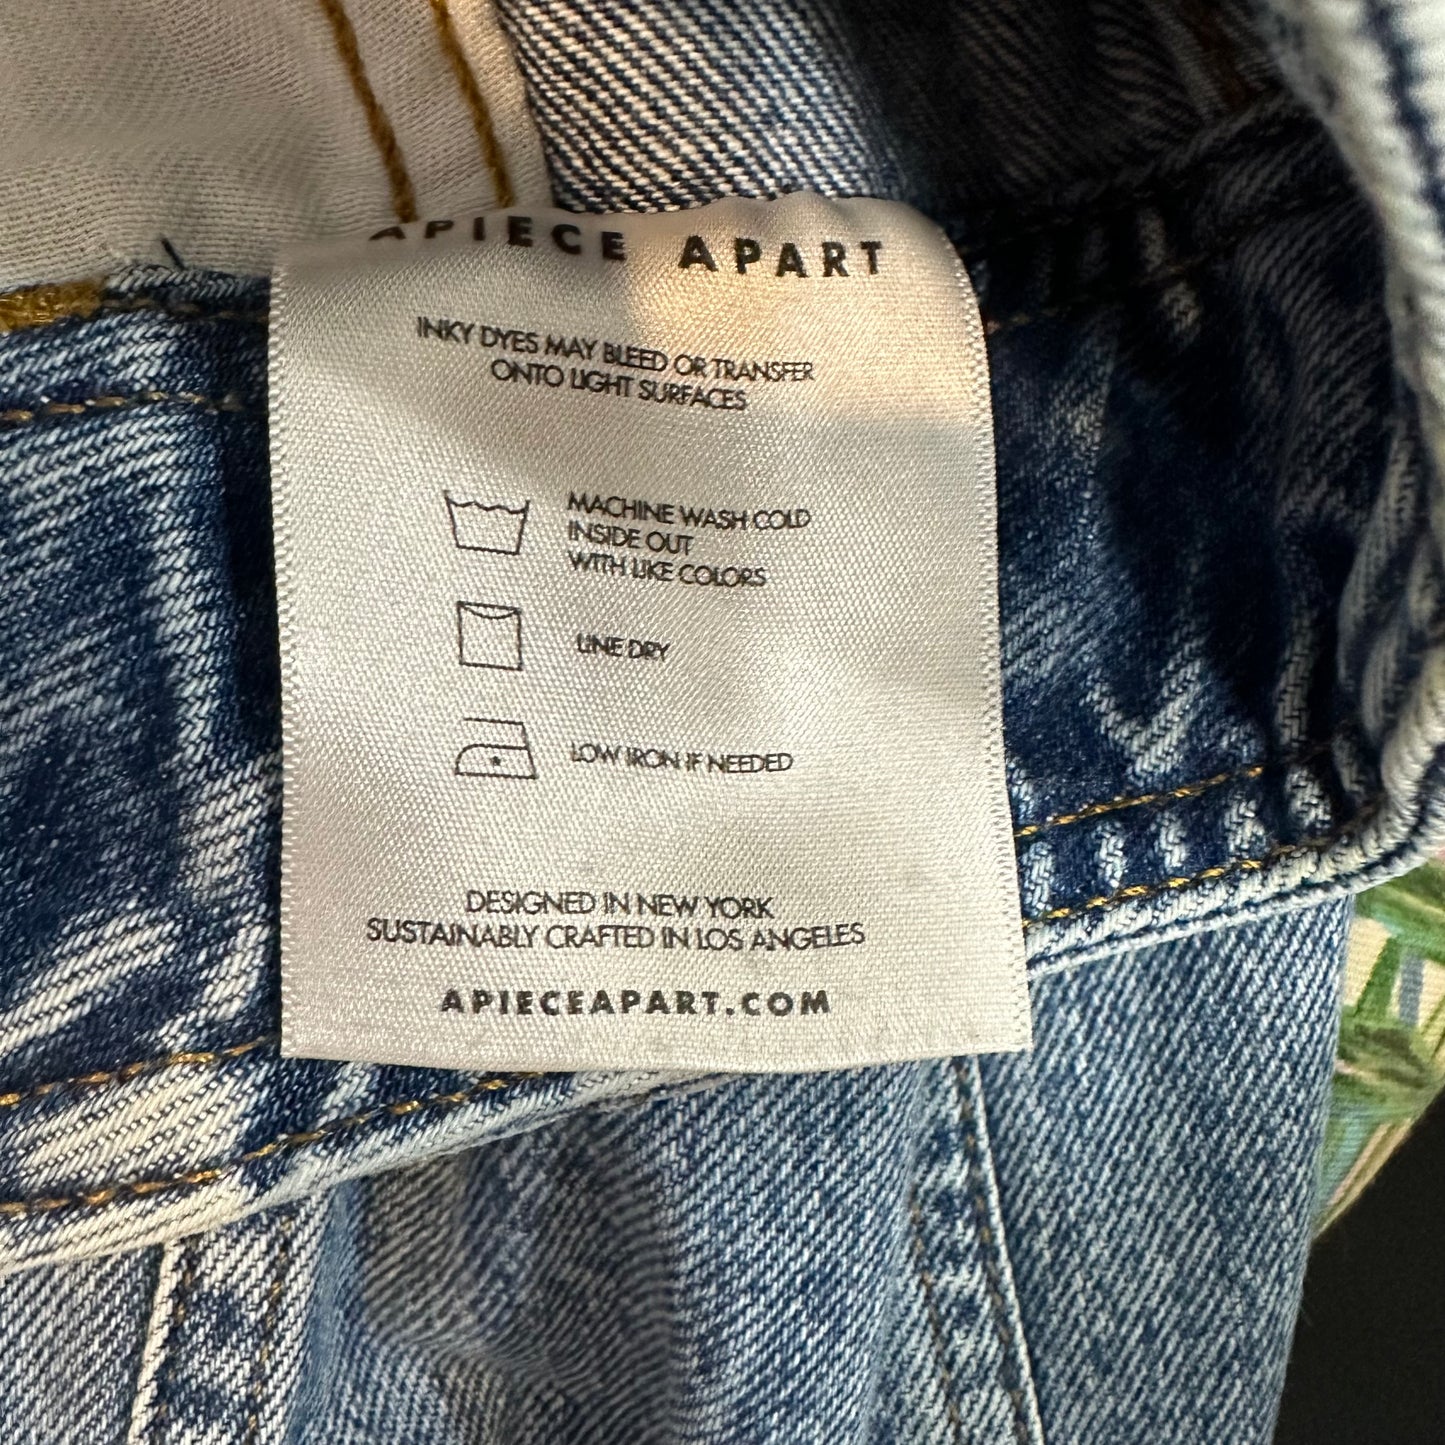 APIECE APART
INKY DYES MAY BLEED OR TRANSFER
ONTO LIGHT SURFACES
MACHINE WASH COLD
INSIDE OUT
WITH LIKE COLORS
LINE DRY
LOW IRON IF NEEDED
DESIGNED IN NEW YORK
SUSTAINABLY CRAFTED IN LOS ANGELES
APIECEAPART.COM